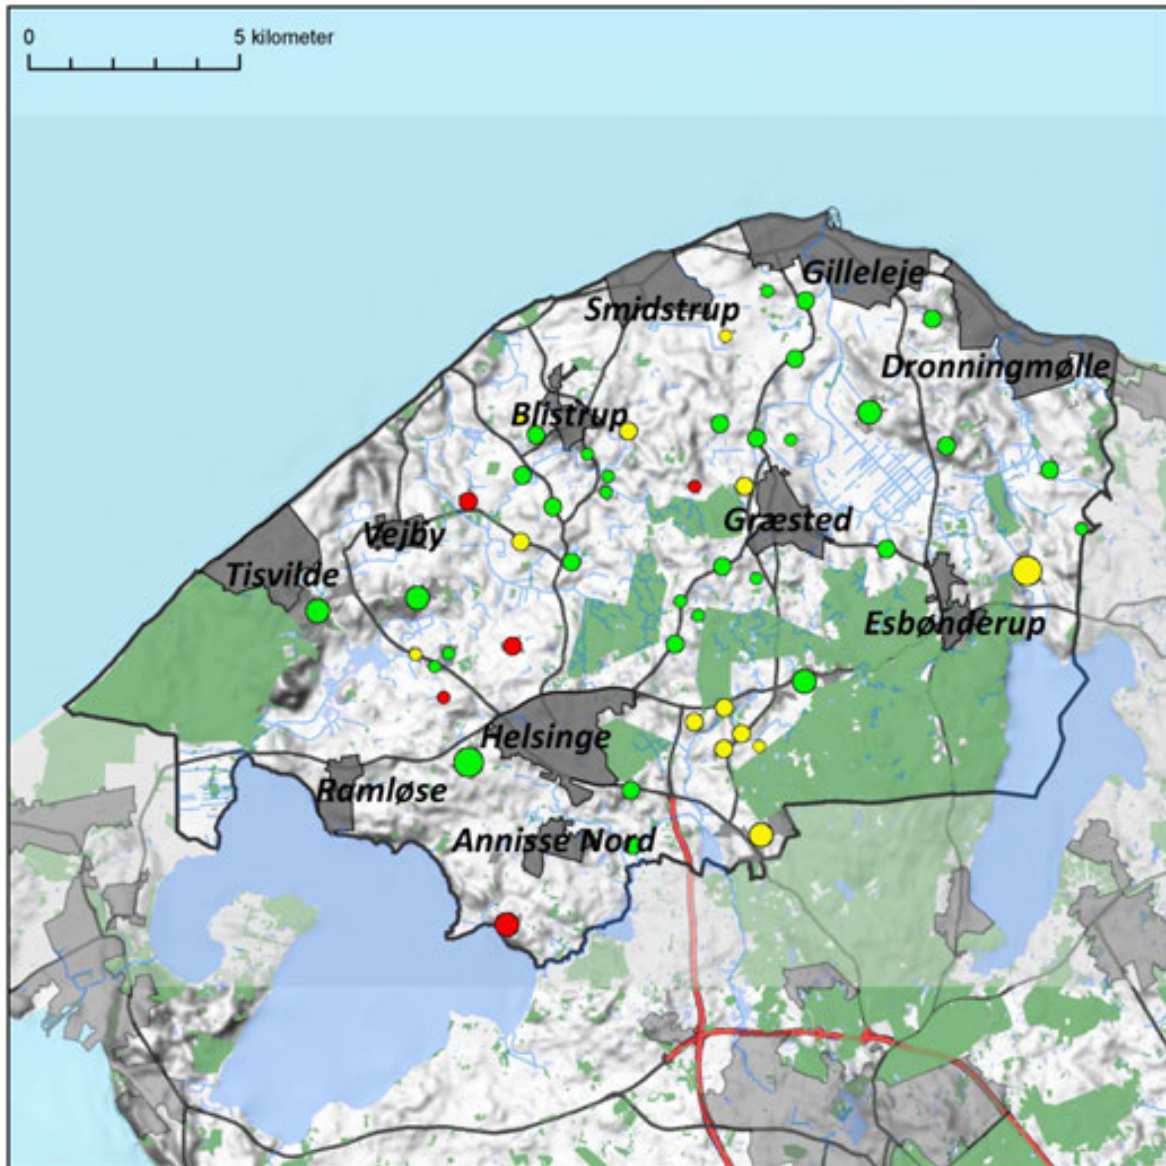 0 5 kilometer
Gilleleje
Smidstrup
Dronningmølle
Blistrup
Græsted
Vejby
Tisvilde
Esbønderup
Helsinge
Ramløse
Annisse Nord